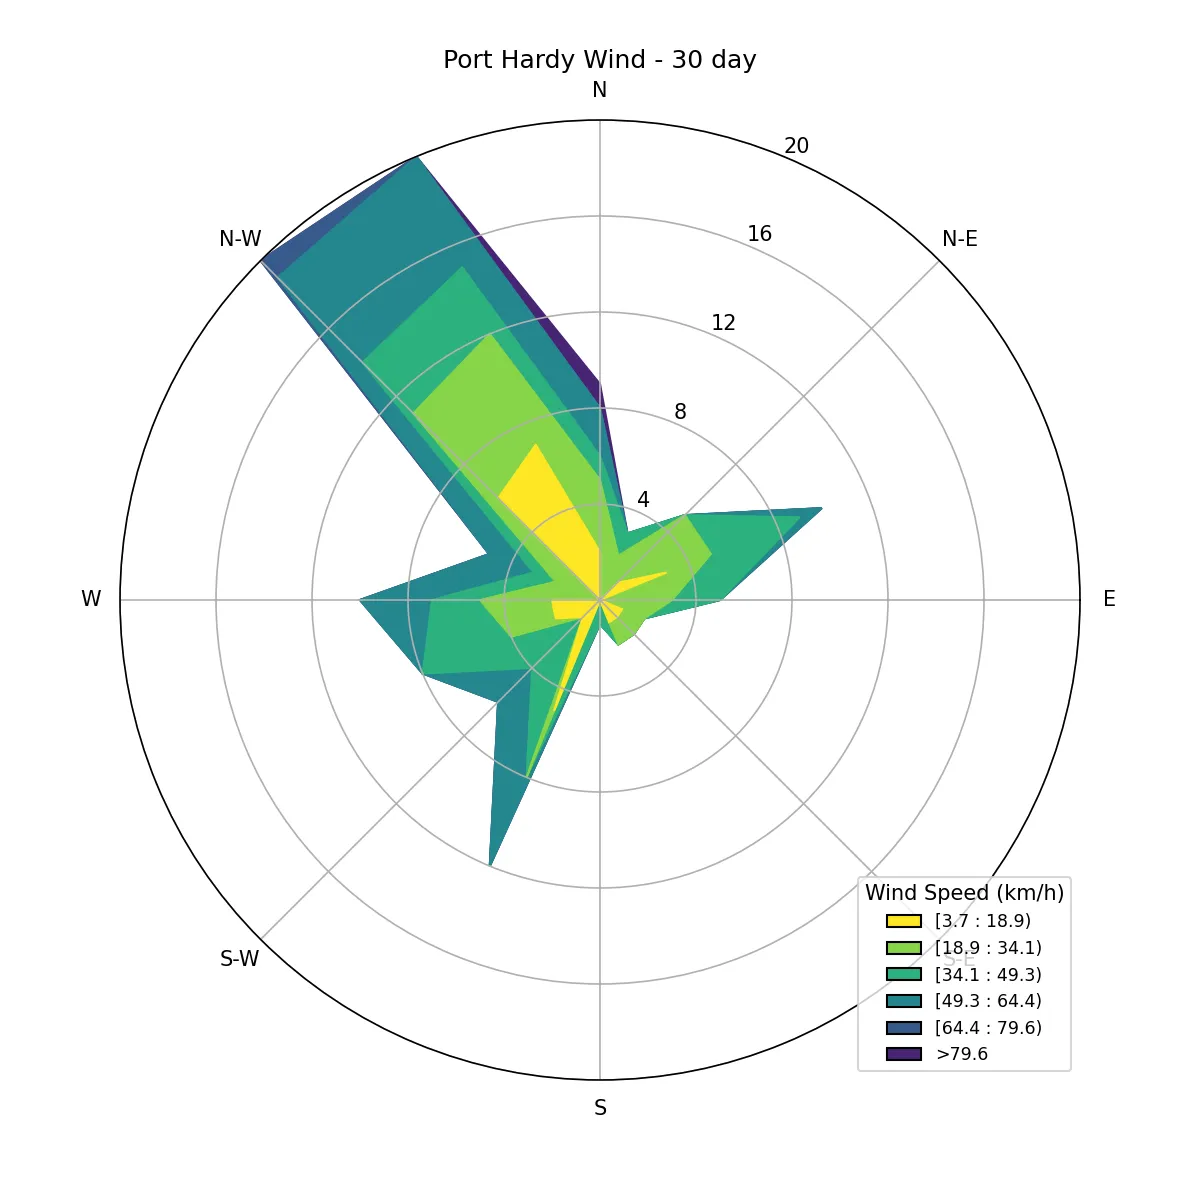 Port Hardy Wind - 30 day
N
20
N-W
16
N-E
12
8
4
W
E
S-W
S-E
Wind Speed (km/h)
[3.7 : 18.9)
[18.9 : 34.1)
[34.1 : 49.3)
[49.3 : 64.4)
[64.4 : 79.6)
>79.6
S